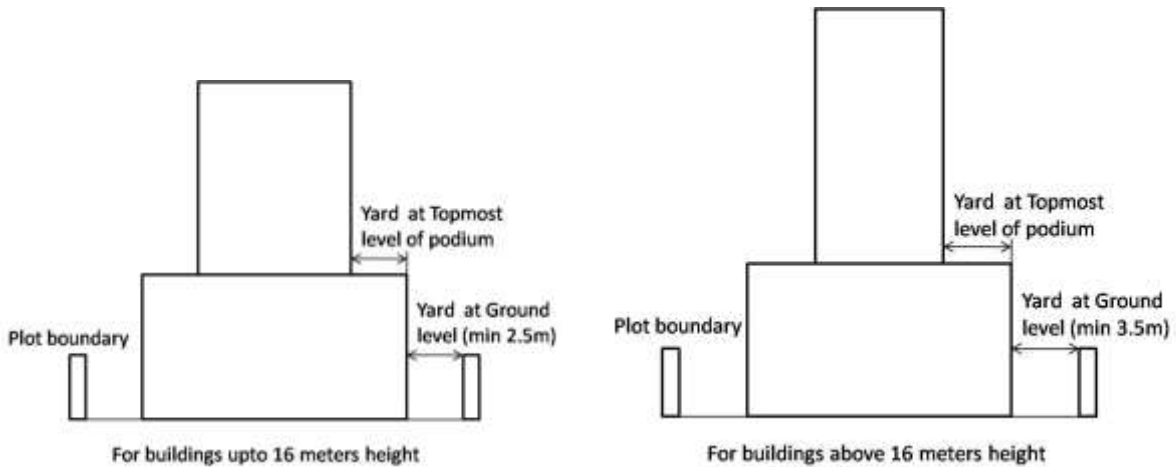 Yard at Topmost
level of podium
Yard at Ground
level (min 2.5m)
Plot boundary
For buildings upto 16 meters height
Yard at Topmost
level of podium
Yard at Ground
level (min 3.5m)
Plot boundary
For buildings above 16 meters height